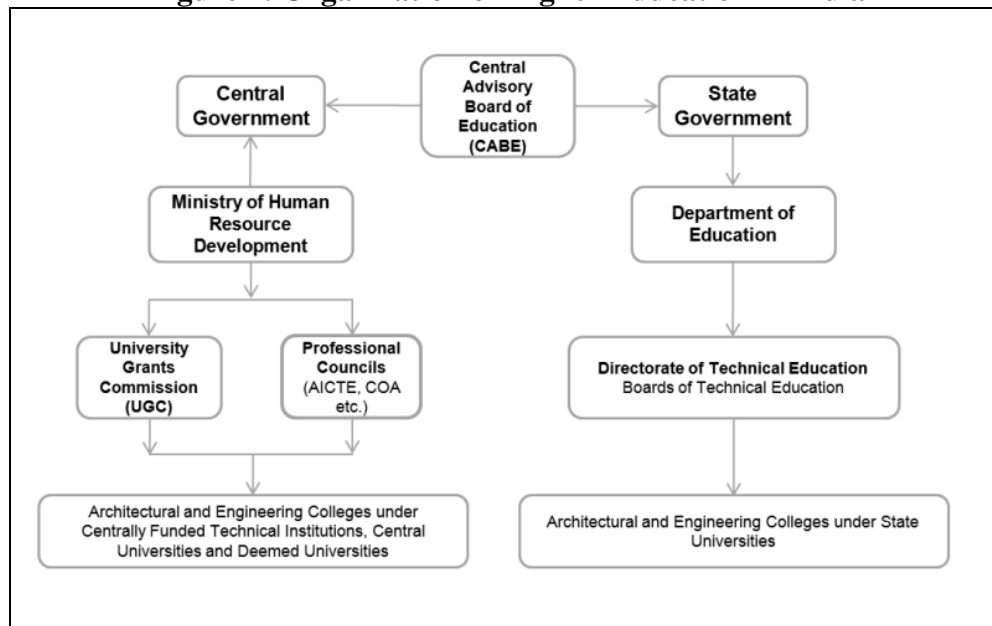 Central
Advisory
Board of
Education
(CABE)
Central
Government
State
Government
Ministry of Human
Resource
Development
Department of
Education
University
Grants
Commission
(UGC)
Professional
Councils
(AICTE, COA
etc.)
Directorate of Technical Education
Boards of Technical Education
Architectural and Engineering Colleges under
Centrally Funded Technical Institutions, Central
Universities and Deemed Universities
Architectural and Engineering Colleges under State
Universities